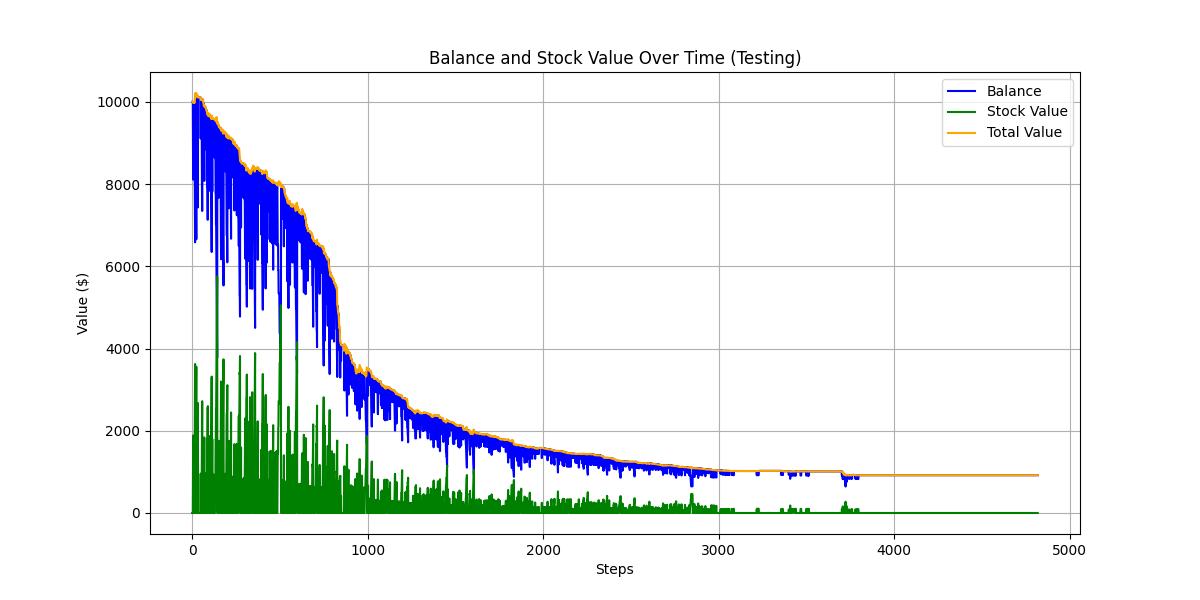 Balance and Stock Value Over Time (Testing)
Balance
Stock Value
Total Value
Value ($)
10000
8000
6000
4000
2000
0
0 1000 2000 3000 4000 5000
Steps